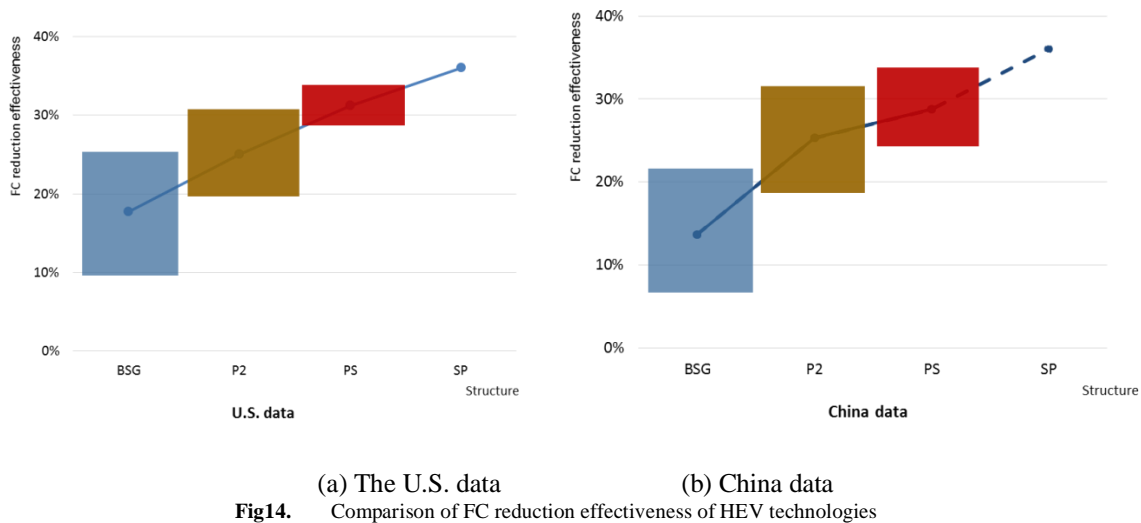 FC reduction effectiveness
40%
30%
20%
10%
0%
BSG P2 PS SP
Structure
U.S. data
FC reduction effectiveness
40%
30%
20%
10%
0%
BSG P2 PS SP
Structure
China data
(a) The U.S. data (b) China data
Fig14. Comparison of FC reduction effectiveness of HEV technologies